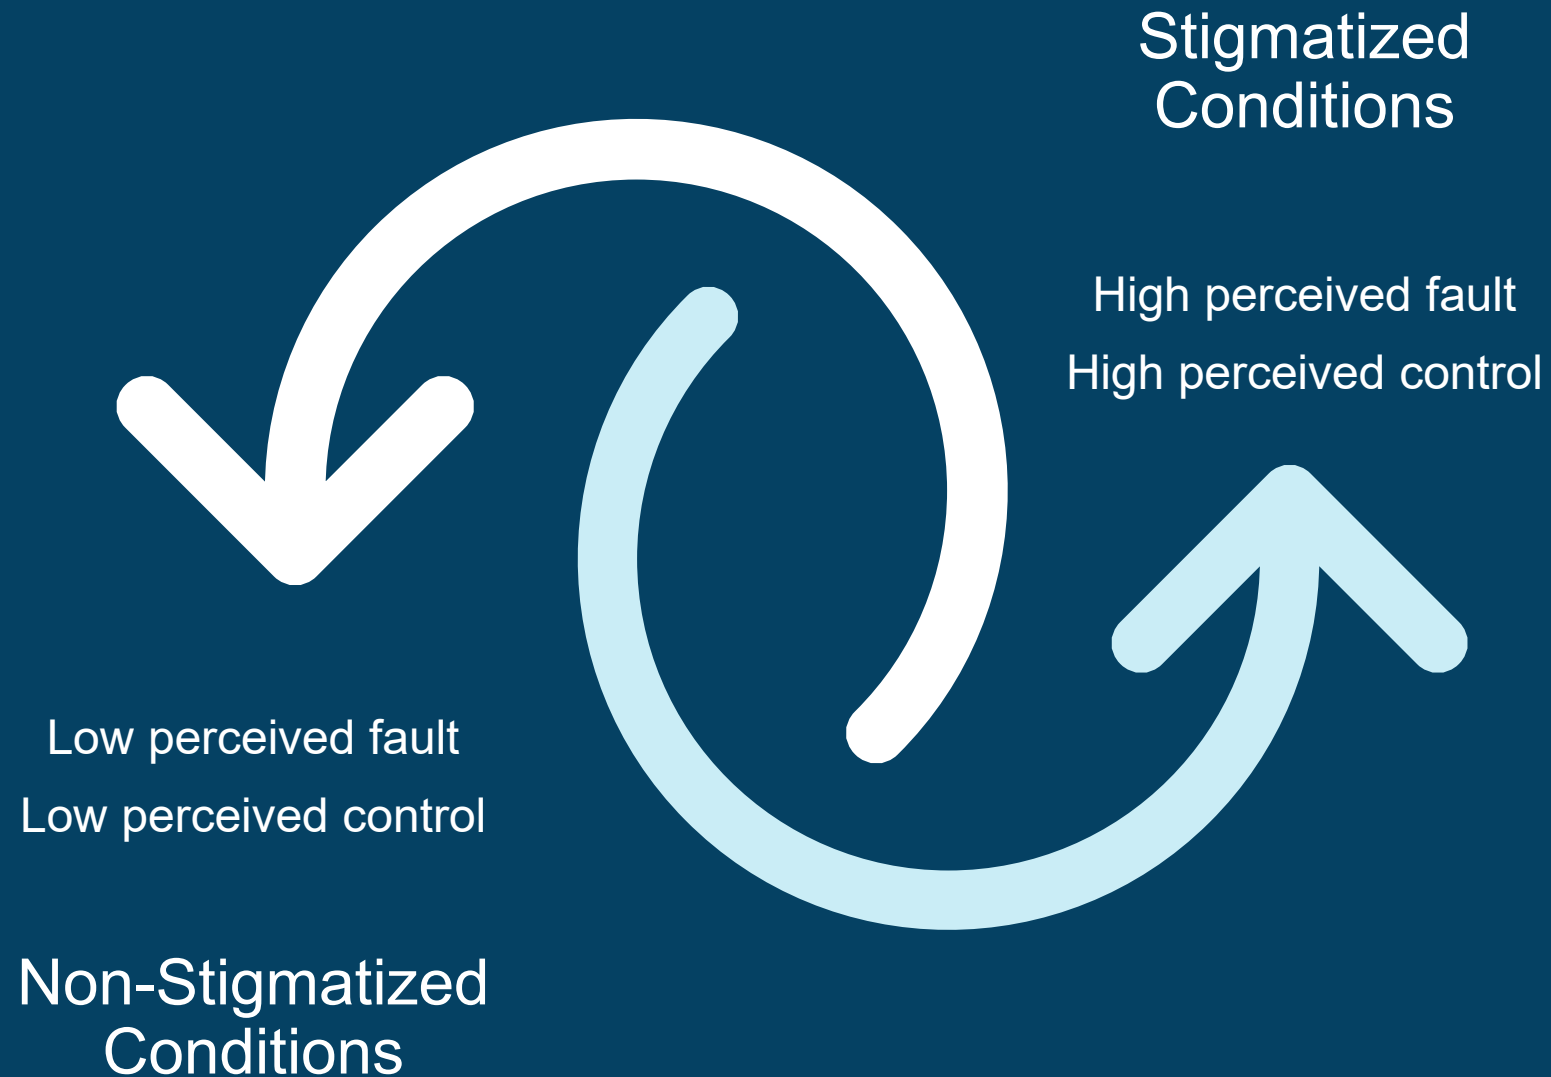 Stigmatized
Conditions
High perceived fault
High perceived control
Low perceived fault
Low perceived control
Non-Stigmatized
Conditions